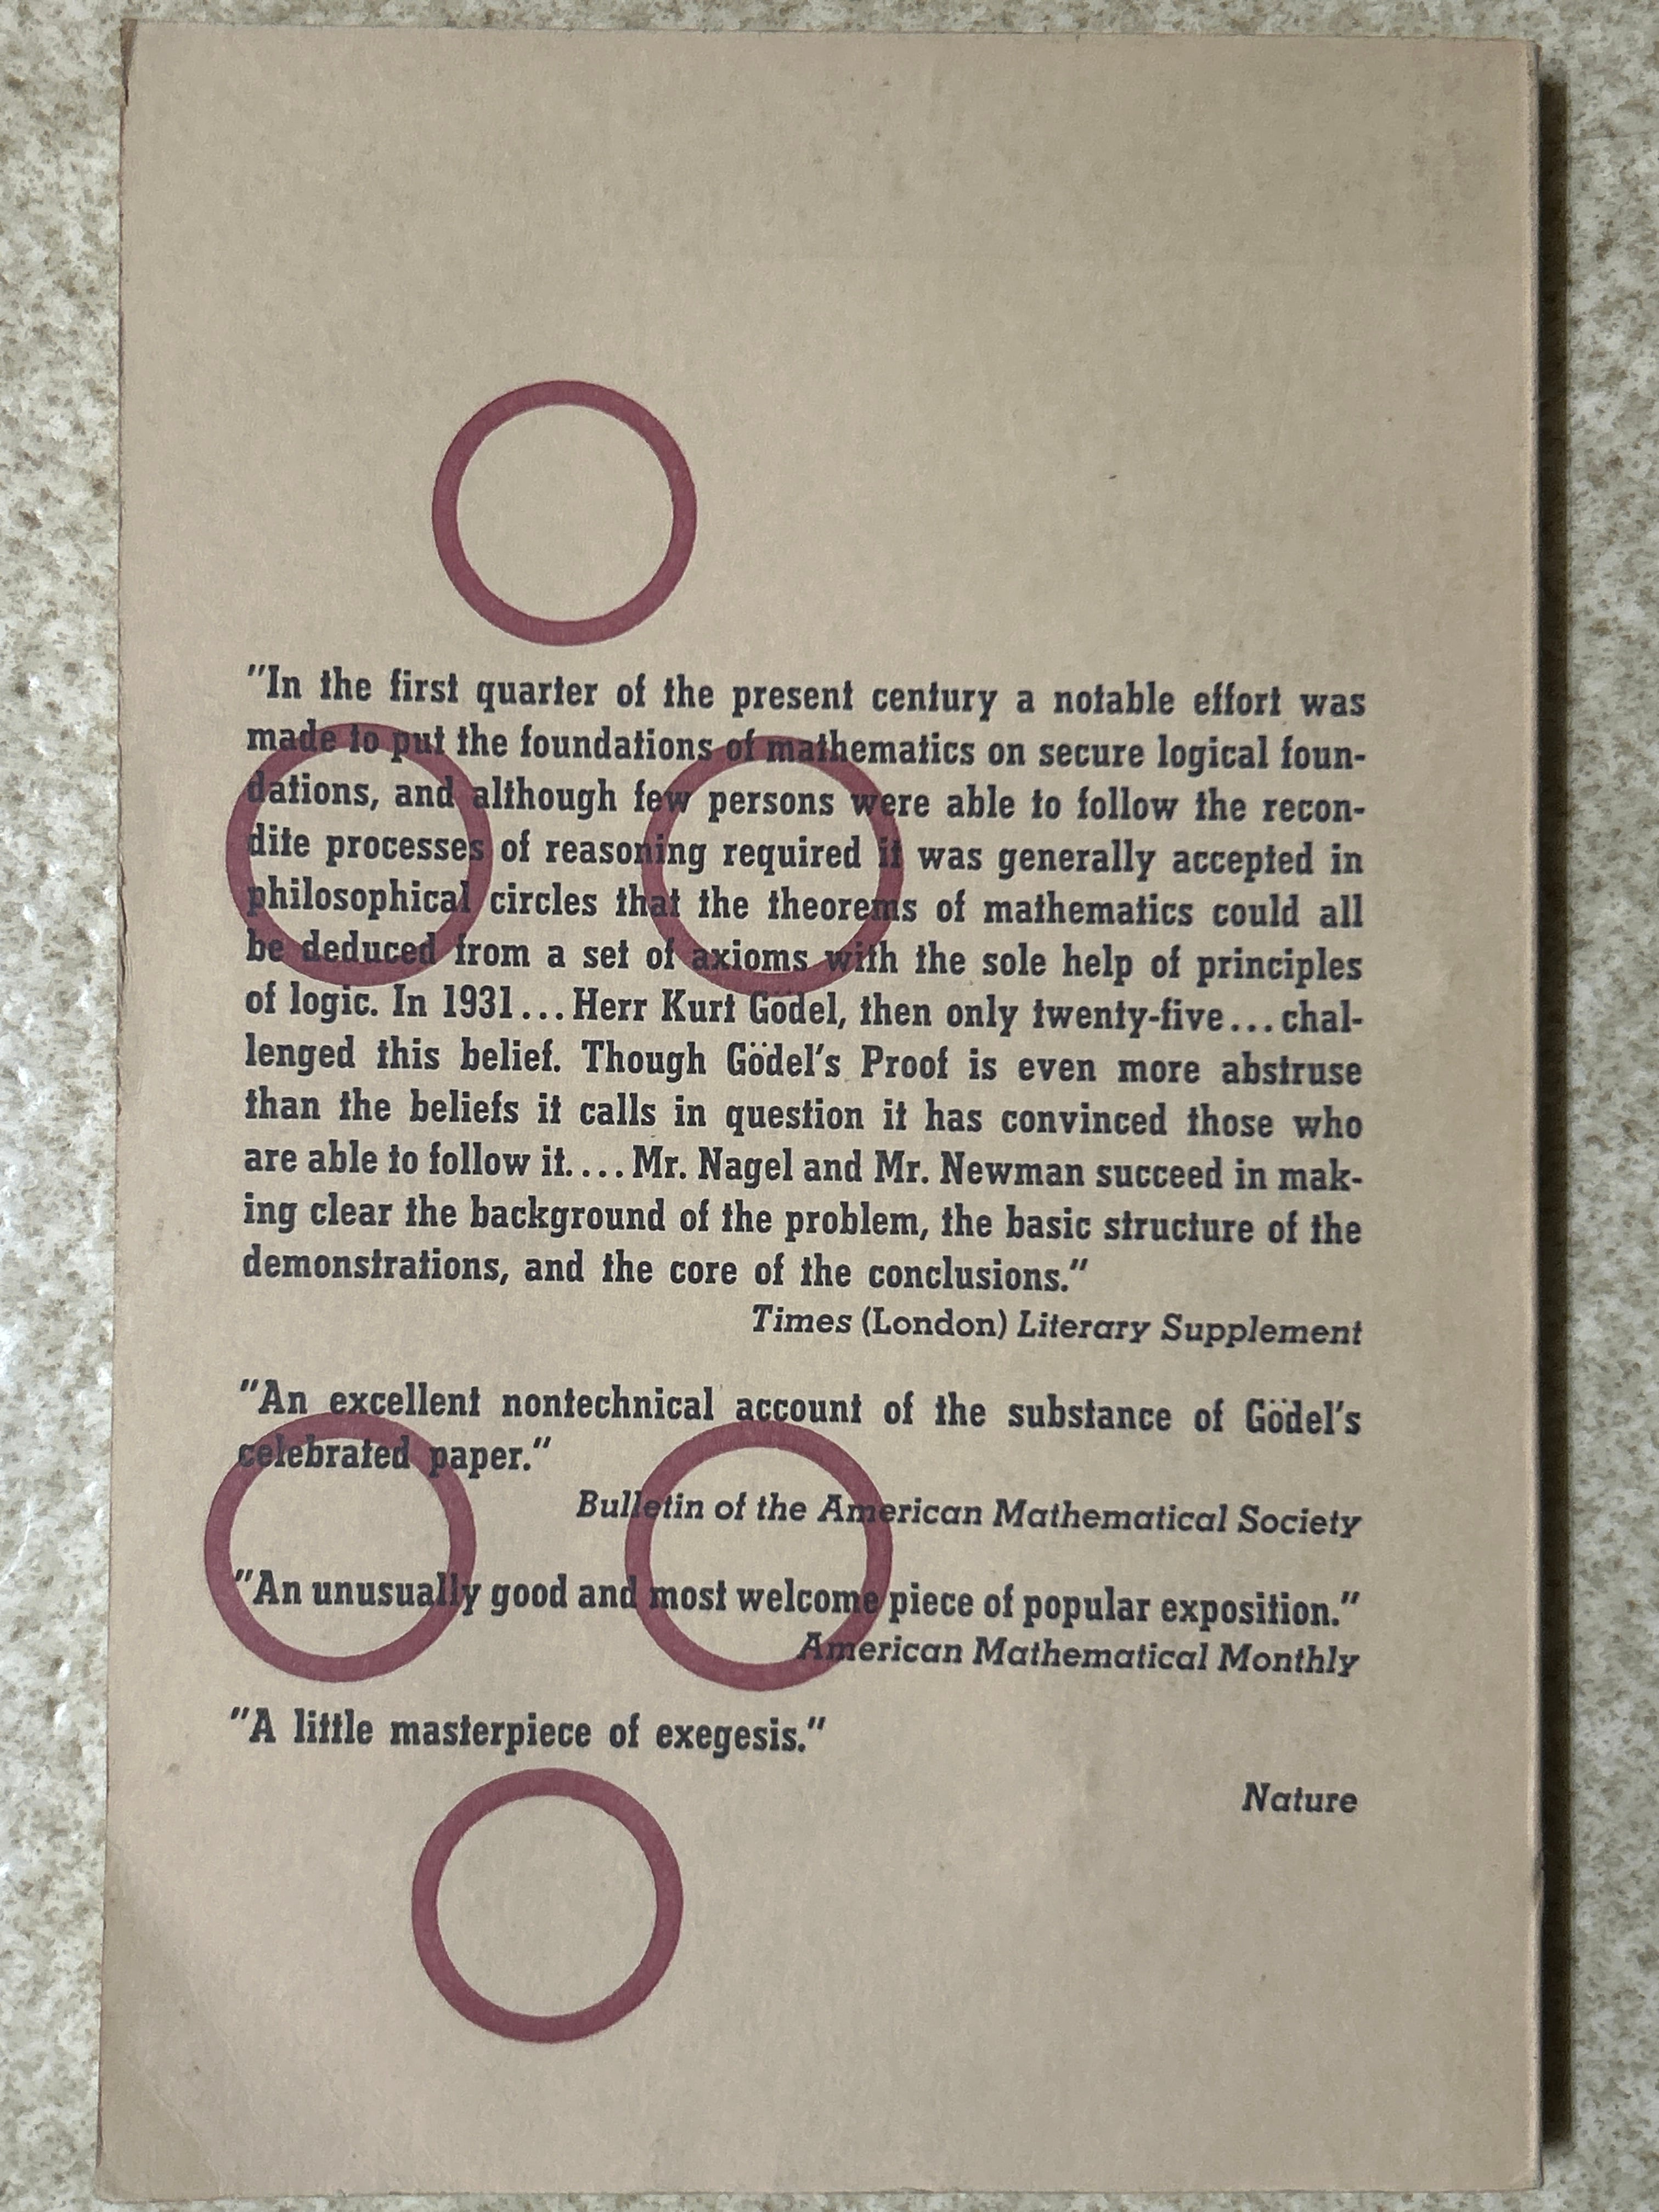 "In the first quarter of the present century a notable effort was
made to put the foundations of mathematics on secure logical foun-
dations, and although few persons were able to follow the recon-
dite processes of reasoning required it was generally accepted in
philosophical circles that the theorems of mathematics could all
be deduced from a set of axioms with the sole help of principles
of logic. In 1931...Herr Kurt Gödel, then only twenty-five...chal-
lenged this belief. Though Gödel's Proof is even more abstruse
than the beliefs it calls in question it has convinced those who
are able to follow it....Mr. Nagel and Mr. Newman succeed in mak-
ing clear the background of the problem, the basic structure of the
demonstrations, and the core of the conclusions."
Times (London) Literary Supplement
"An excellent nontechnical account of the substance of Gödel's
celebrated paper."
Bulletin of the American Mathematical Society
"An unusually good and most welcome piece of popular exposition."
American Mathematical Monthly
"A little masterpiece of exegesis."
Nature